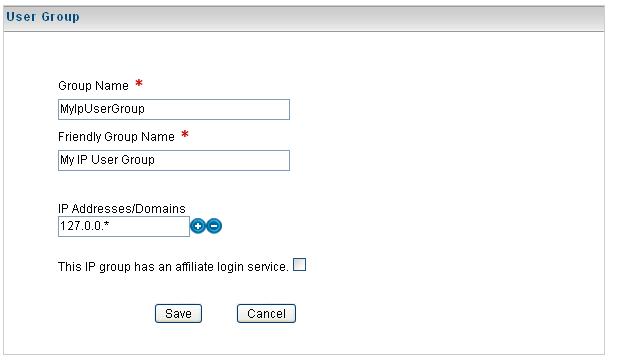 User Group
Group Name *
MyIpUserGroup
Friendly Group Name *
My IP User Group
IP Addresses/Domains
127.0.0.*
This IP group has an affiliate login service.
Save Cancel